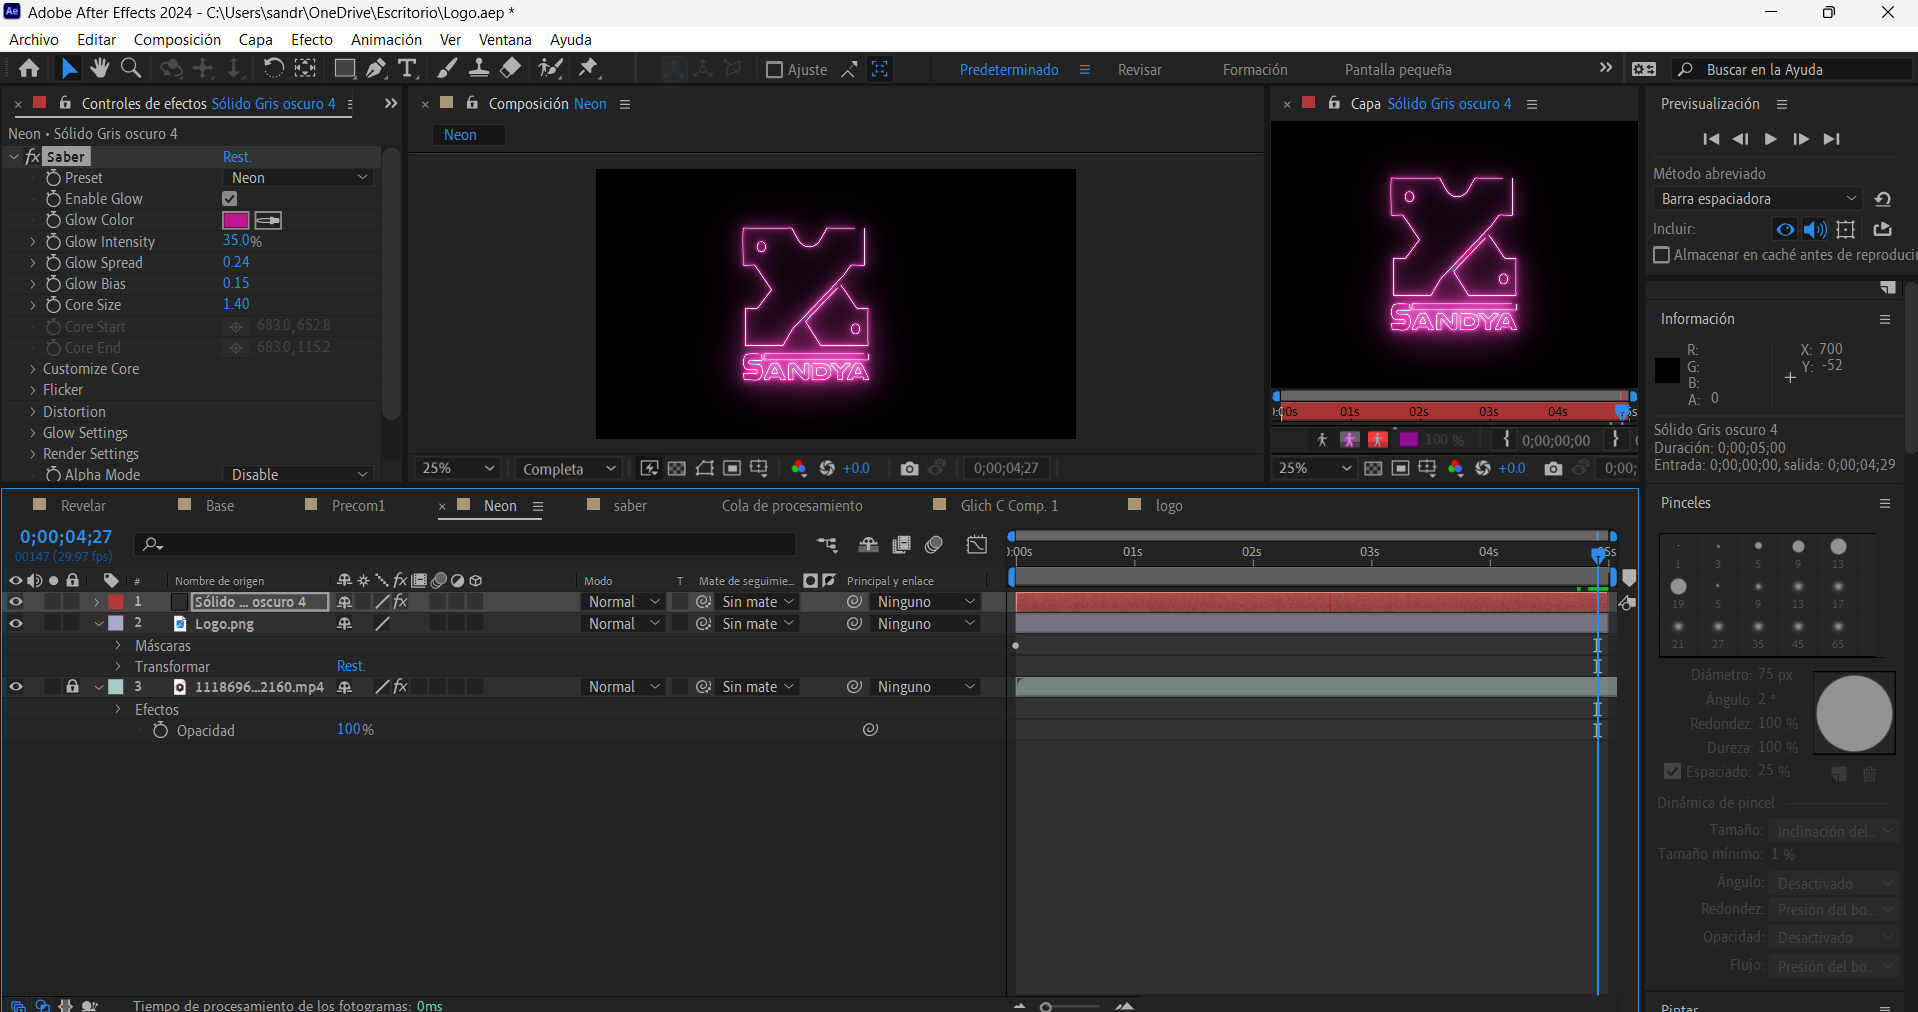 Adobe After Effects 2024 - C:\Users\sandr\OneDrive\Escritorio\Logo.aep *
Archivo Editar Composición Capa Efecto Animación Ver Ventana Ayuda
Ajuste Predeterminado Revisar Formación Pantalla pequeña Buscar en la Ayuda
Controles de efectos Sólido Gris oscuro 4
Neon • Sólido Gris oscuro 4
fx Saber Rest.
Preset Neon
Enable Glow
Glow Color
Glow Intensity 35.0%
Glow Spread 0.24
Glow Bias 0.15
Core Size 1.40
Core Start 683.0,652.8
Core End 683.0,115.2
Customize Core
Flicker
Distortion
Glow Settings
Render Settings
Alpha Mode Disable
Composición Neon
Neon
SANDYA
25% Completa +0.0 0;00;04;27
Capa Sólido Gris oscuro 4
SANDYA
01s 02s 03s 04s
100 % 0;00;00;00
25% +0.0 0;00;
Previsualización
Método abreviado
Barra espaciadora
Incluir:
Almacenar en caché antes de reproduci
Información
R: X: 700
G: Y: -52
B:
A: 0
Sólido Gris oscuro 4
Duración: 0;00;05;00
Entrada: 0;00;00;00, salida: 0;00;04;29
Pinceles
1 3 5 9 13
19 5 9 13 17
21 27 35 45 65
Diámetro: 75 px
Ángulo: 2 °
Redondez: 100 %
Dureza: 100 %
Espaciado: 25 %
Dinámica de pincel
Tamaño: Inclinación del...
Tamaño mínimo: 1 %
Ángulo: Desactivado
Redondez: Presión del bo...
Opacidad: Desactivado
Flujo: Presión del bo...
Pintar
Revelar Base Precom1 Neon saber Cola de procesamiento Glich C Comp. 1 logo
0;00;04;27
00147 (29.97 fps)
:00s 01s 02s 03s 04s 05s
# Nombre de origen fx Modo T Mate de seguimie... Principal y enlace
1 Sólido ... oscuro 4 fx Normal Sin mate Ninguno
2 Logo.png Normal Sin mate Ninguno
Máscaras
Transformar Rest.
3 1118696...2160.mp4 fx Normal Sin mate Ninguno
Efectos
Opacidad 100%
Tiempo de procesamiento de los fotogramas: 0ms